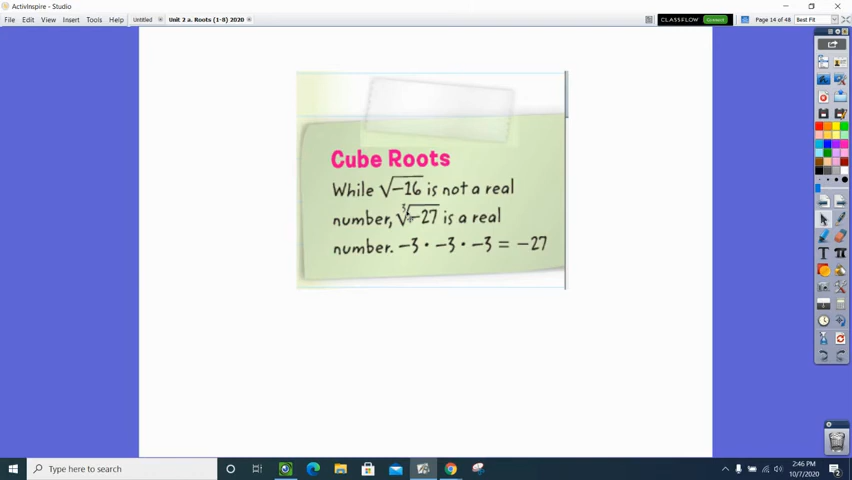 ActivInspire - Studio
File Edit View Insert Tools Help Untitled Unit 2 a. Roots (1-8) 2020 CLASSFLOW Connect Page 14 of 48 Best Fit
Cube Roots
While √−16 is not a real
number, ∛−27 is a real
number. −3 · −3 · −3 = −27
Type here to search
2:46 PM
10/7/2020
2